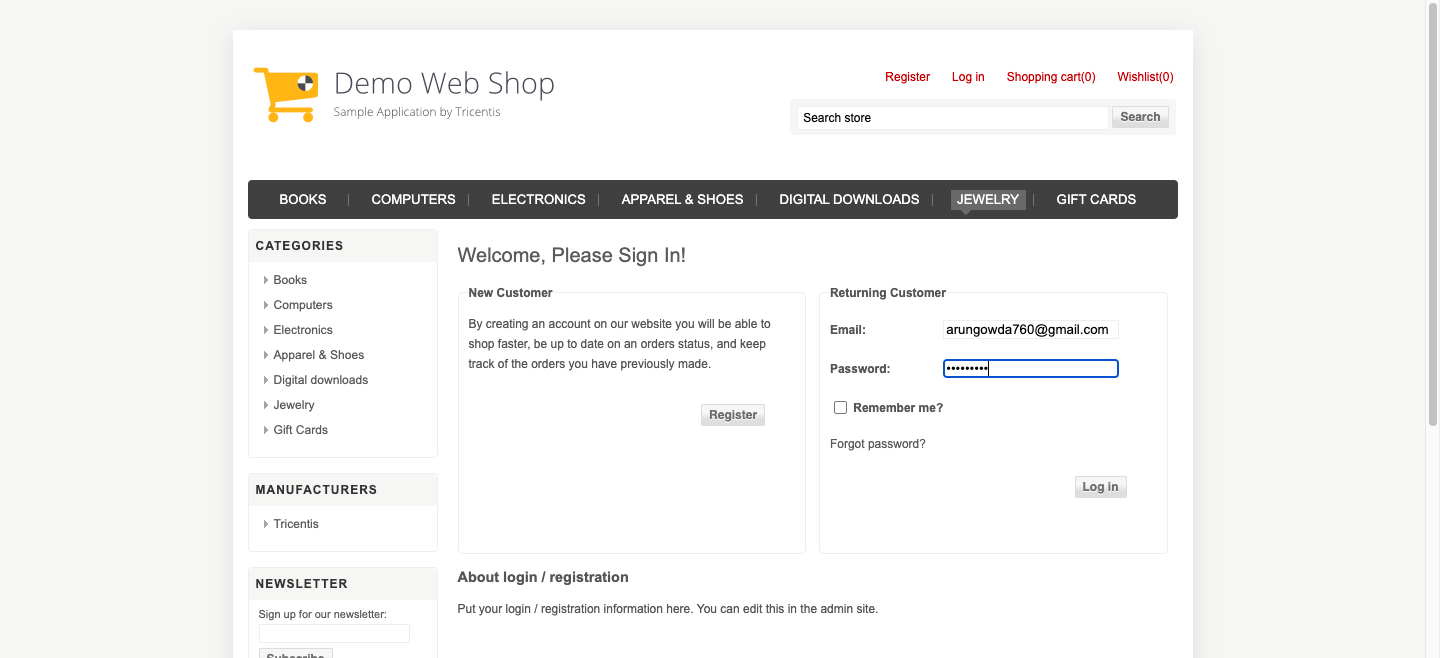 Demo Web Shop
Sample Application by Tricentis
Register Log in Shopping cart(0) Wishlist(0)
Search store Search
BOOKS COMPUTERS ELECTRONICS APPAREL & SHOES DIGITAL DOWNLOADS JEWELRY GIFT CARDS
CATEGORIES
Books
Computers
Electronics
Apparel & Shoes
Digital downloads
Jewelry
Gift Cards
MANUFACTURERS
Tricentis
NEWSLETTER
Sign up for our newsletter:
Subscribe
Welcome, Please Sign In!
New Customer
By creating an account on our website you will be able to
shop faster, be up to date on an orders status, and keep
track of the orders you have previously made.
Register
Returning Customer
Email: arungowda760@gmail.com
Password: •••••••••
Remember me?
Forgot password?
Log in
About login / registration
Put your login / registration information here. You can edit this in the admin site.